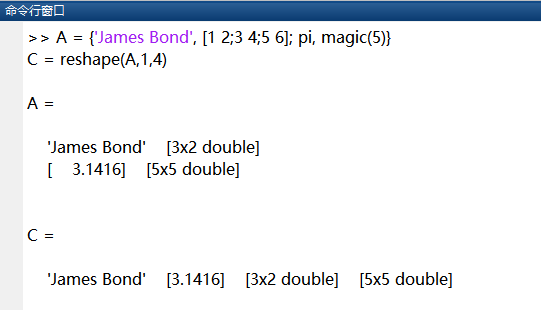 命令行窗口
>> A = {'James Bond', [1 2;3 4;5 6]; pi, magic(5)}
C = reshape(A,1,4)
A =
'James Bond' [3x2 double]
[ 3.1416] [5x5 double]
C =
'James Bond' [3.1416] [3x2 double] [5x5 double]